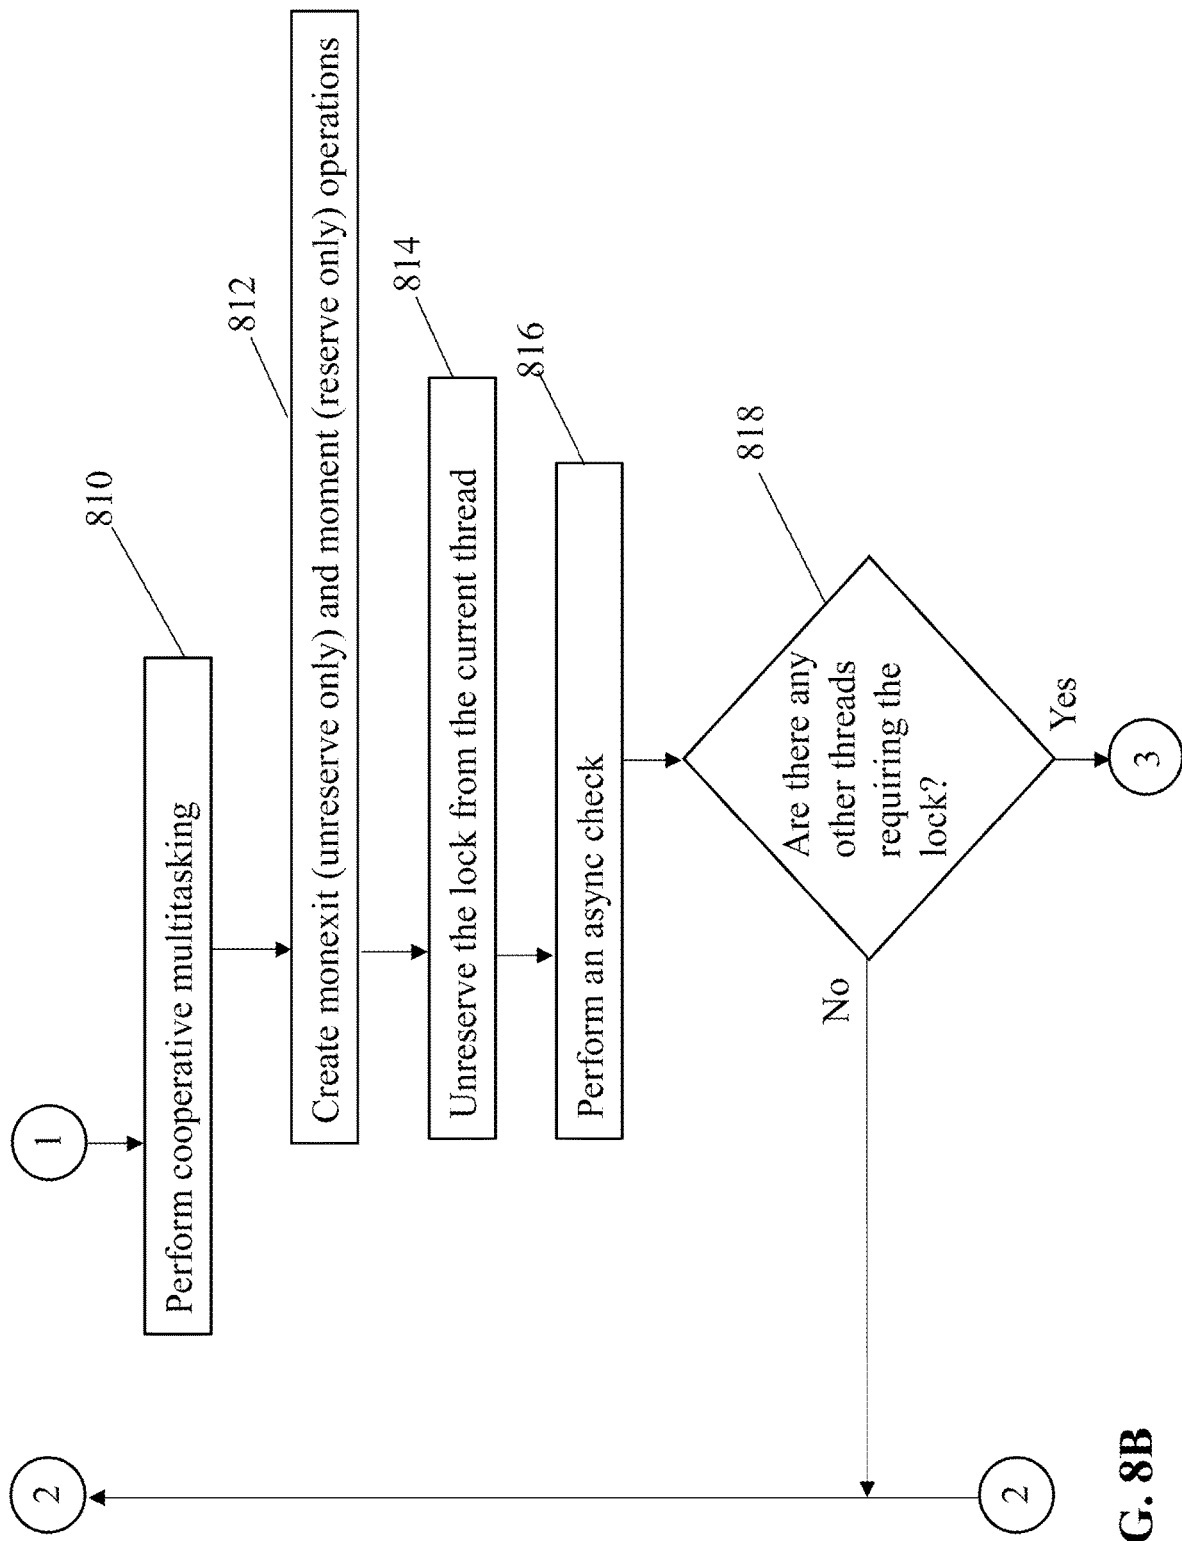 2
1
Perform cooperative multitasking
810
Create monexit (unreserve only) and moment (reserve only) operations
812
Unreserve the lock from the current thread
814
Perform an async check
816
Are there any
other threads
requiring the
lock?
818
No
Yes
2
3
G. 8B